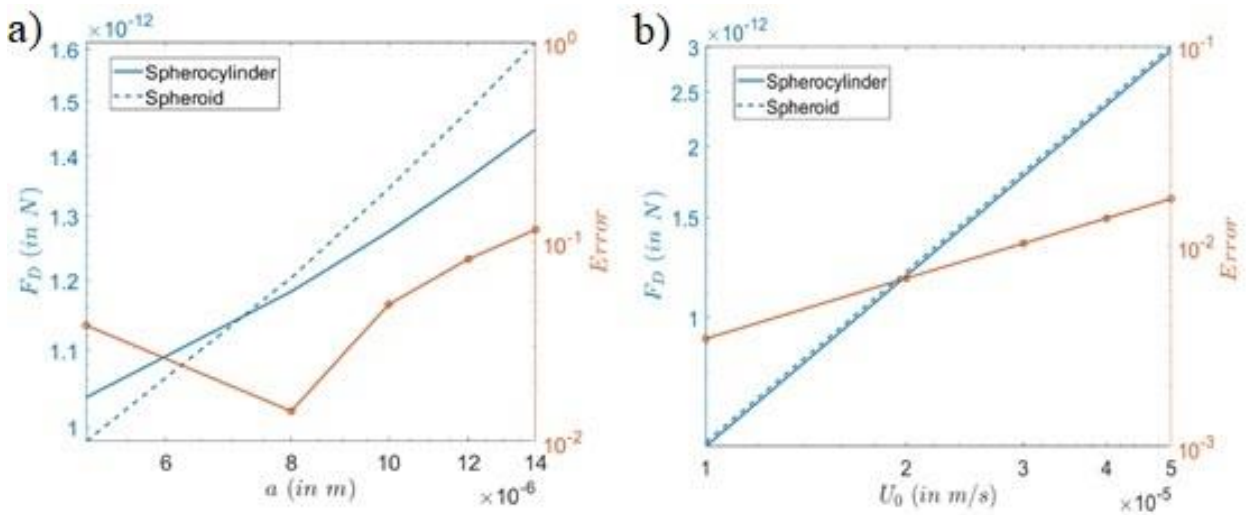 a)
×10^-12
1.6
1.5
1.4
1.3
1.2
1.1
1
F_D (in N)
Spherocylinder
Spheroid
10^0
10^-1
10^-2
Error
6 8 10 12 14
a (in m)
×10^-6
b)
×10^-12
3
2.5
2
1.5
1
F_D (in N)
Spherocylinder
Spheroid
10^-1
10^-2
10^-3
Error
1 2 3 4 5
U_0 (in m/s)
×10^-5